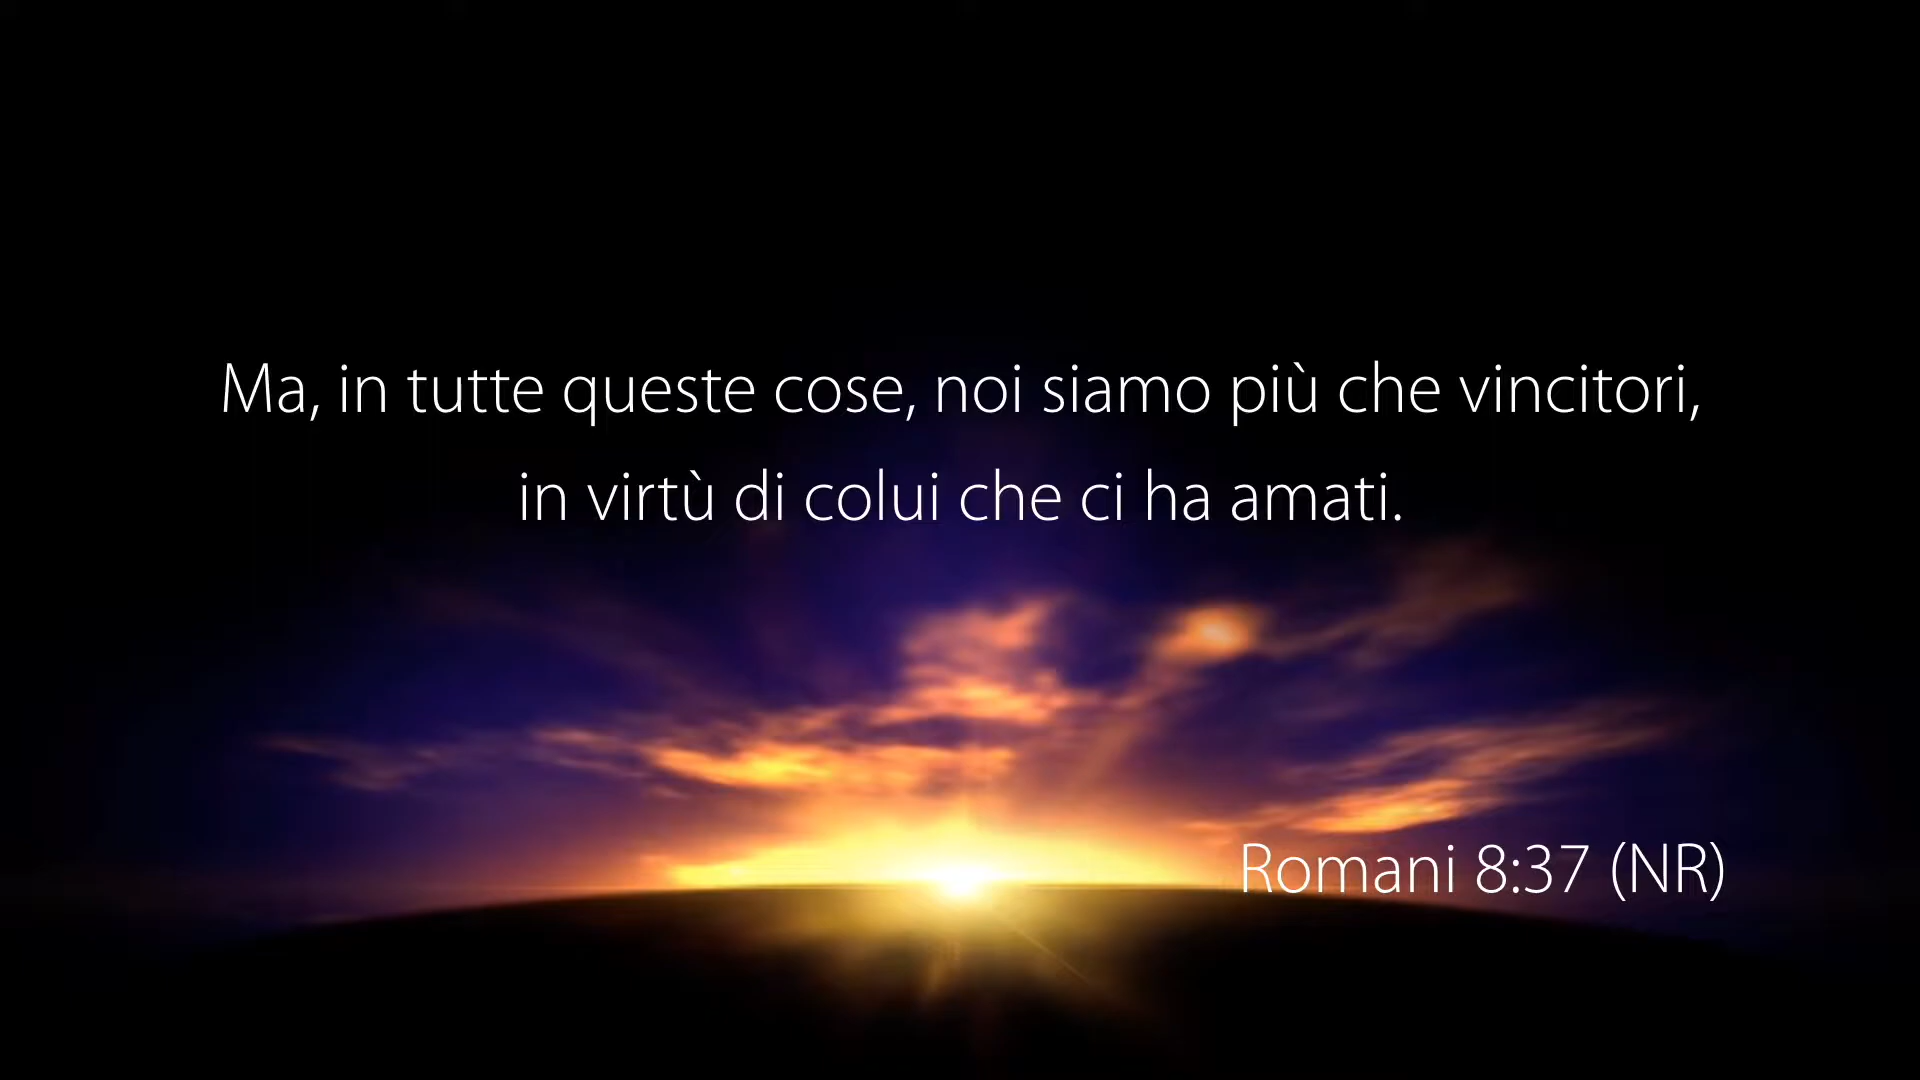 Ma, in tutte queste cose, noi siamo più che vincitori,
in virtù di colui che ci ha amati.
Romani 8:37 (NR)